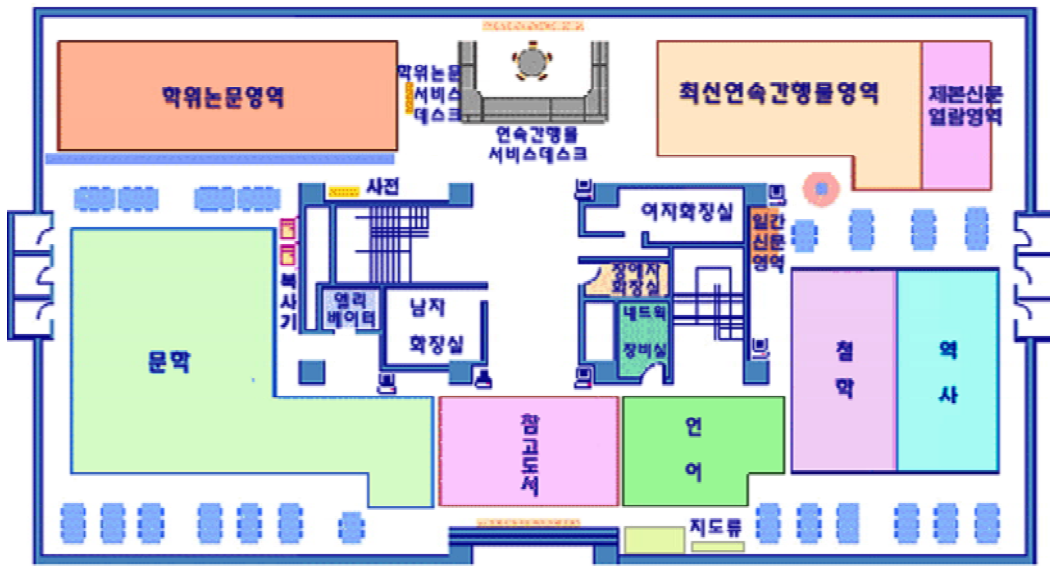 학위논문영역
학위논문
서비스
데스크
연속간행물
서비스데스크
최신연속간행물영역
제본신문
열람영역
사전
여자화장실
일간
신문
영역
장애자
화장실
복
사
기
엘리
베이터
남자
화장실
네트웍
장비실
문학
철
학
역
사
참
고
도
서
언
어
지도류